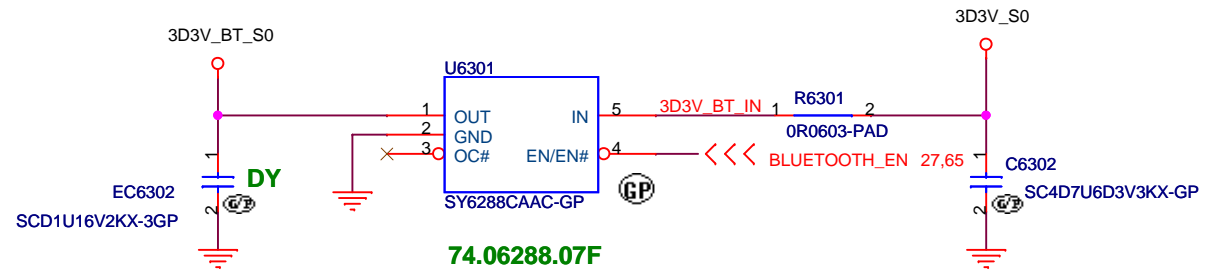 3D3V_S0
3D3V_BT_S0
U6301
1 OUT IN 5 3D3V_BT_IN 1 R6301 2
2 GND 0R0603-PAD
3 OC# EN/EN# 4 BLUETOOTH_EN 27,65
1 1 C6302
EC6302 DY GP SC4D7U6D3V3KX-GP
2 G/P 2 G/P
SCD1U16V2KX-3GP SY6288CAAC-GP
74.06288.07F